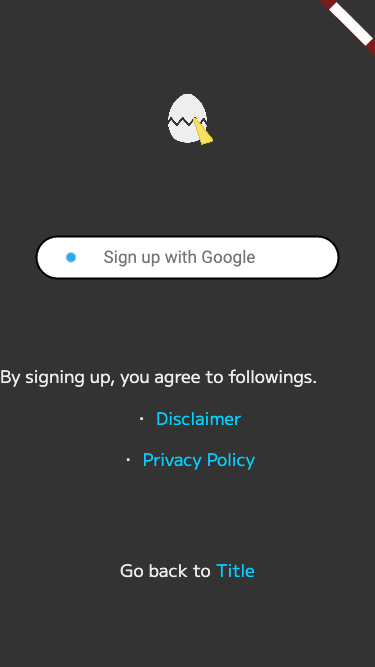 Sign up with Google
By signing up, you agree to followings.
・ Disclaimer
・ Privacy Policy
Go back to Title